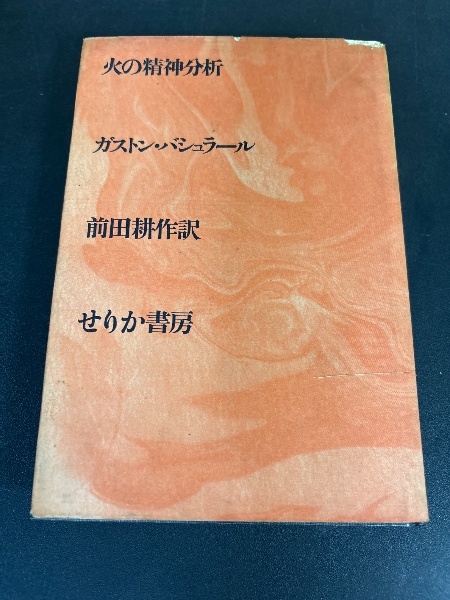 火の精神分析
ガストン・バシュラール
前田耕作訳
せりか書房